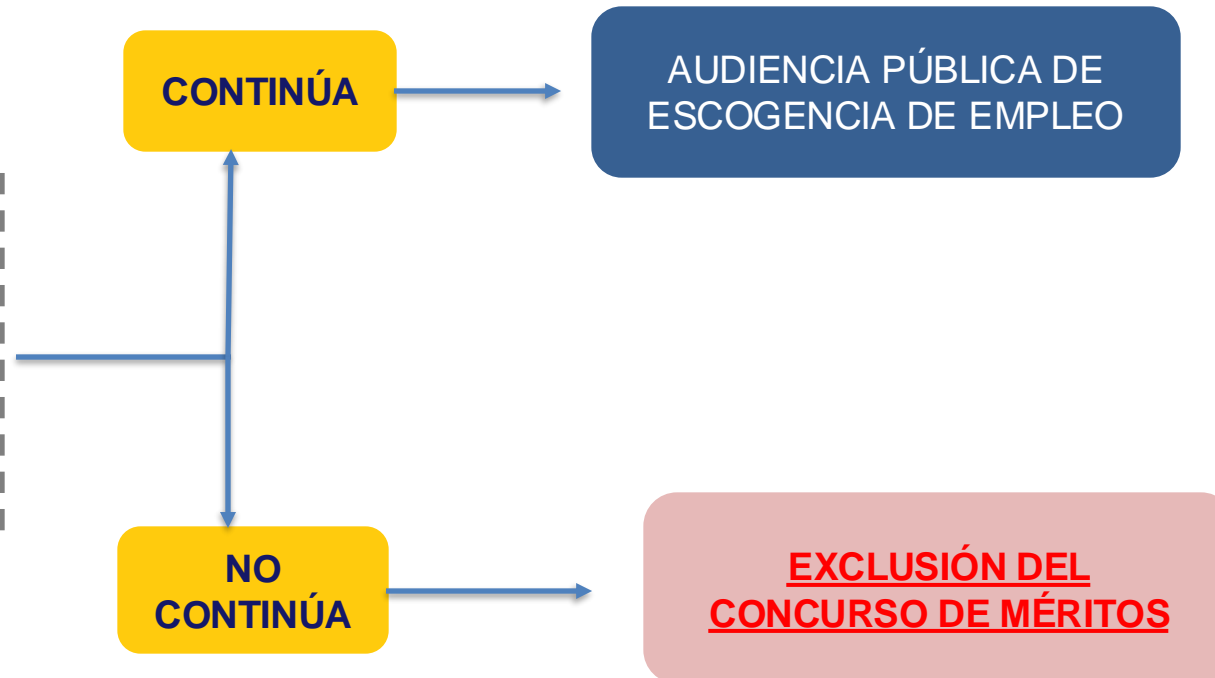 CONTINÚA
AUDIENCIA PÚBLICA DE
ESCOGENCIA DE EMPLEO
NO
CONTINÚA
EXCLUSIÓN DEL
CONCURSO DE MÉRITOS